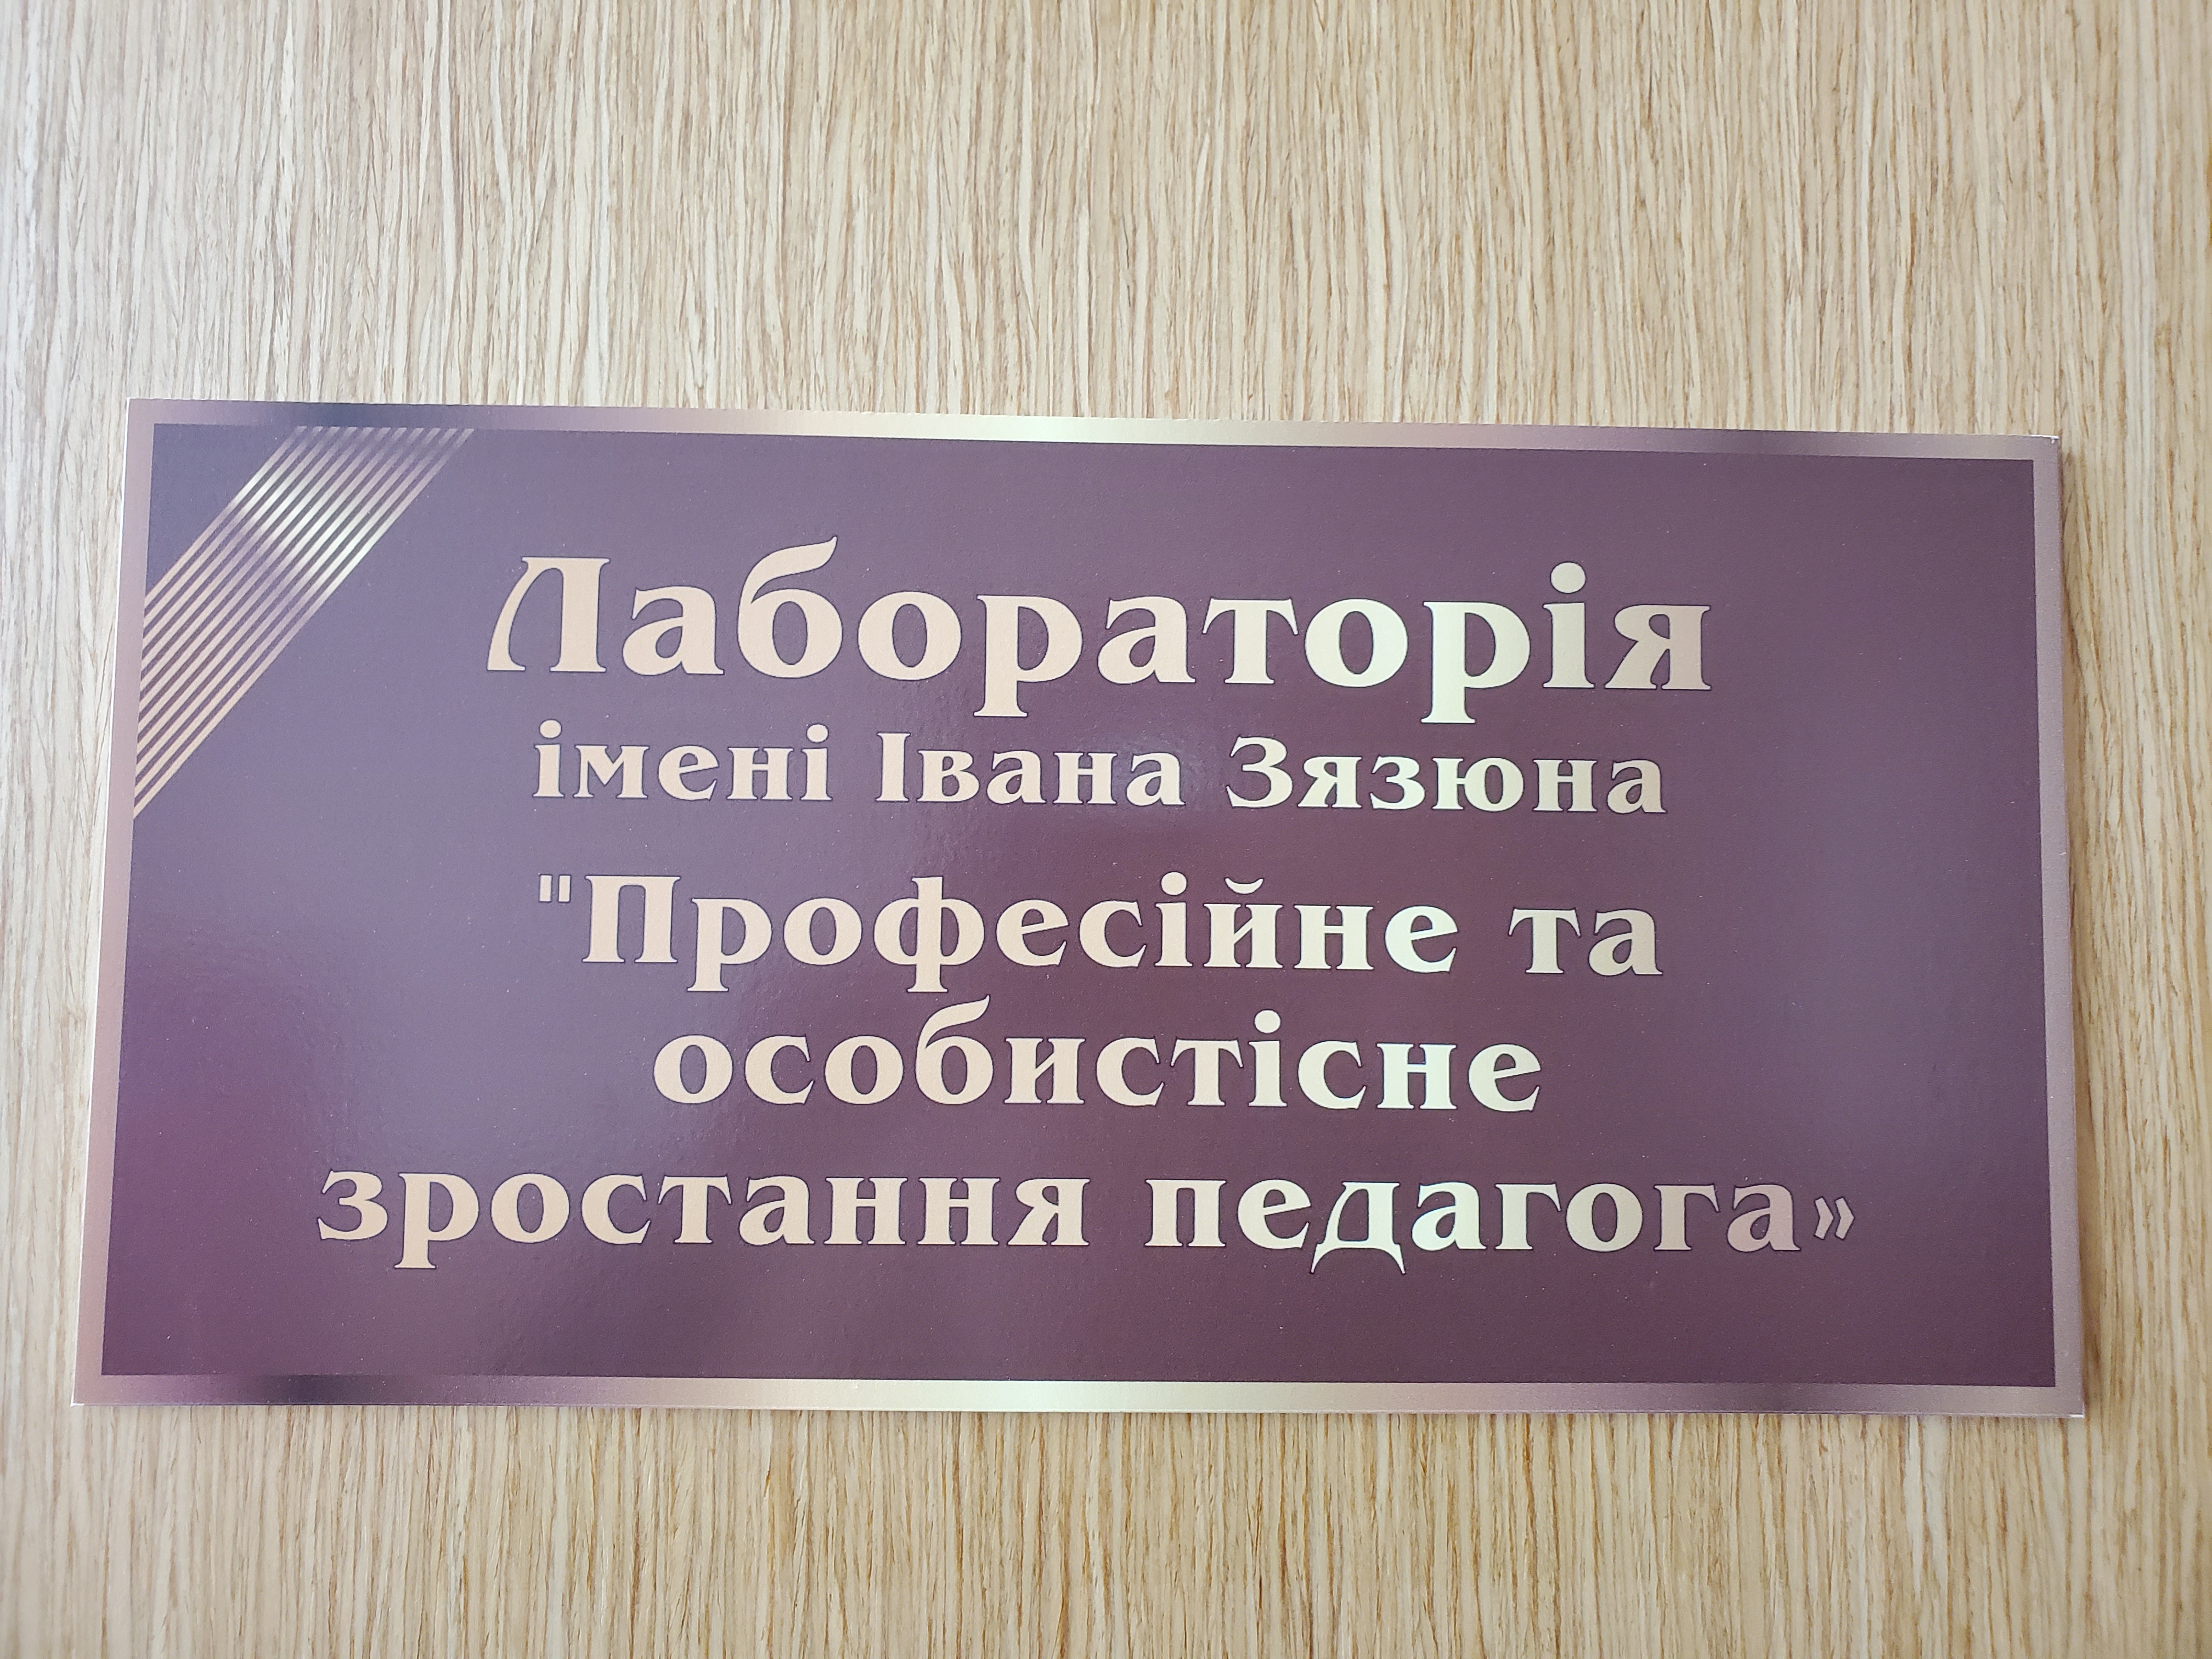 Лабораторія
імені Івана Зязюна
"Професійне та
особистісне
зростання педагога»